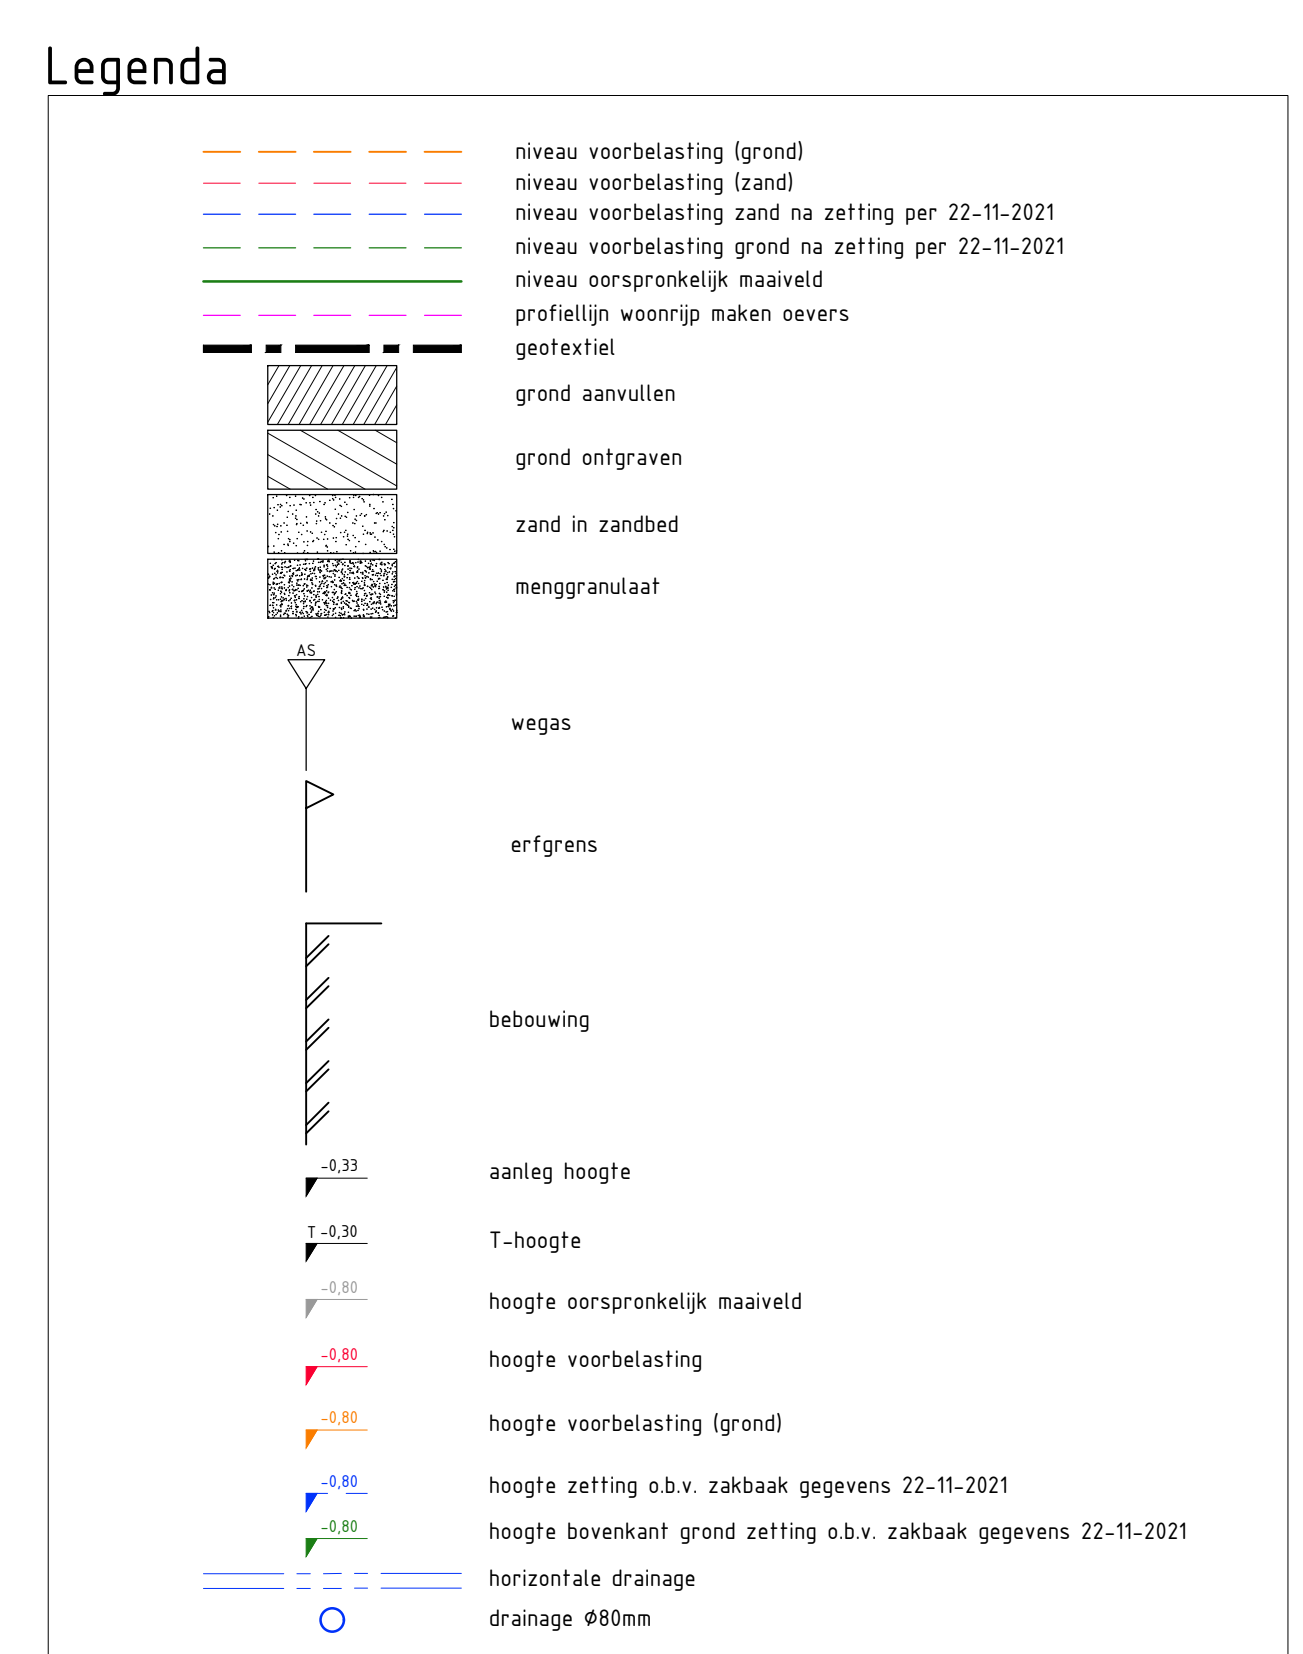 Legenda
niveau voorbelasting (grond)
niveau voorbelasting (zand)
niveau voorbelasting zand na zetting per 22-11-2021
niveau voorbelasting grond na zetting per 22-11-2021
niveau oorspronkelijk maaiveld
profiellijn woonrijp maken oevers
geotextiel
grond aanvullen
grond ontgraven
zand in zandbed
menggranulaat
AS
wegas
erfgrens
bebouwing
-0,33 aanleg hoogte
T -0,30 T-hoogte
-0,80 hoogte oorspronkelijk maaiveld
-0,80 hoogte voorbelasting
-0,80 hoogte voorbelasting (grond)
-0,80 hoogte zetting o.b.v. zakbaak gegevens 22-11-2021
-0,80 hoogte bovenkant grond zetting o.b.v. zakbaak gegevens 22-11-2021
horizontale drainage
drainage Ø80mm